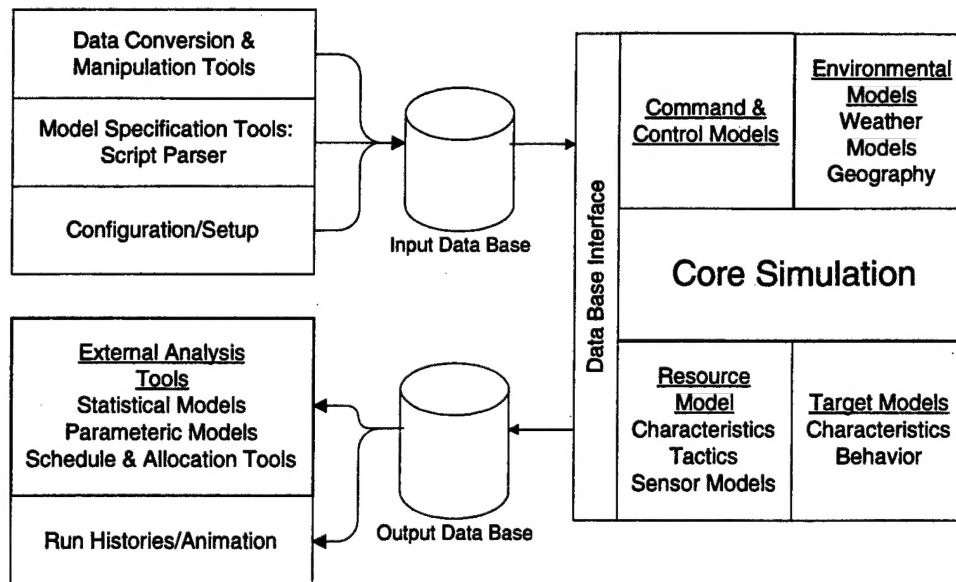 Data Conversion &
Manipulation Tools
Model Specification Tools:
Script Parser
Configuration/Setup
Input Data Base
External Analysis
Tools
Statistical Models
Parameteric Models
Schedule & Allocation Tools
Run Histories/Animation
Output Data Base
Data Base Interface
Command &
Control Models
Environmental
Models
Weather
Models
Geography
Core Simulation
Resource
Model
Characteristics
Tactics
Sensor Models
Target Models
Characteristics
Behavior